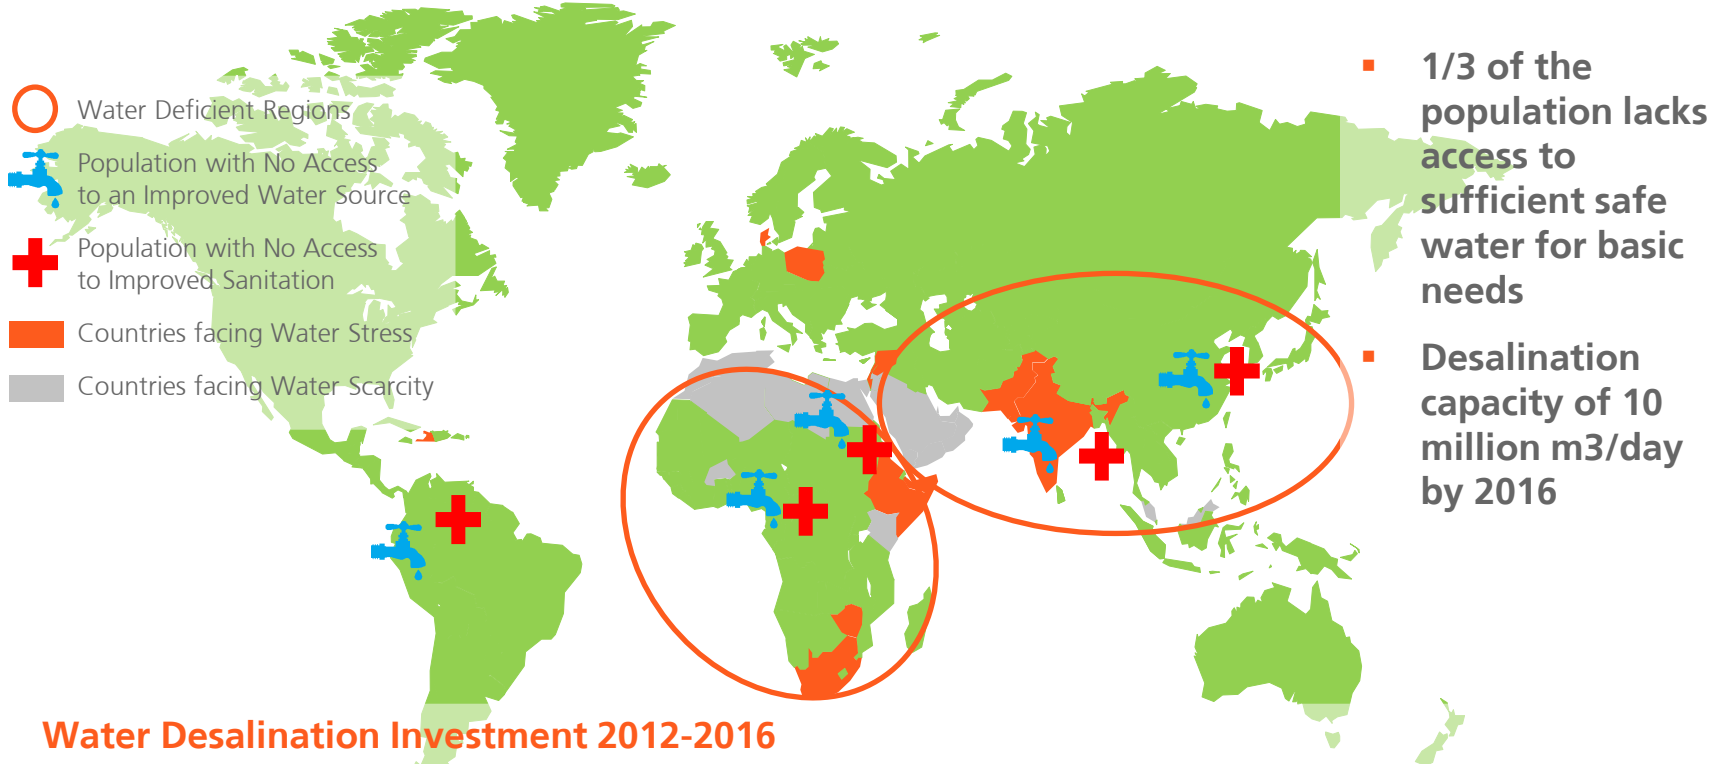 Water Deficient Regions
Population with No Access
to an Improved Water Source
Population with No Access
to Improved Sanitation
Countries facing Water Stress
Countries facing Water Scarcity
▪ 1/3 of the
population lacks
access to
sufficient safe
water for basic
needs
▪ Desalination
capacity of 10
million m3/day
by 2016
Water Desalination Investment 2012-2016